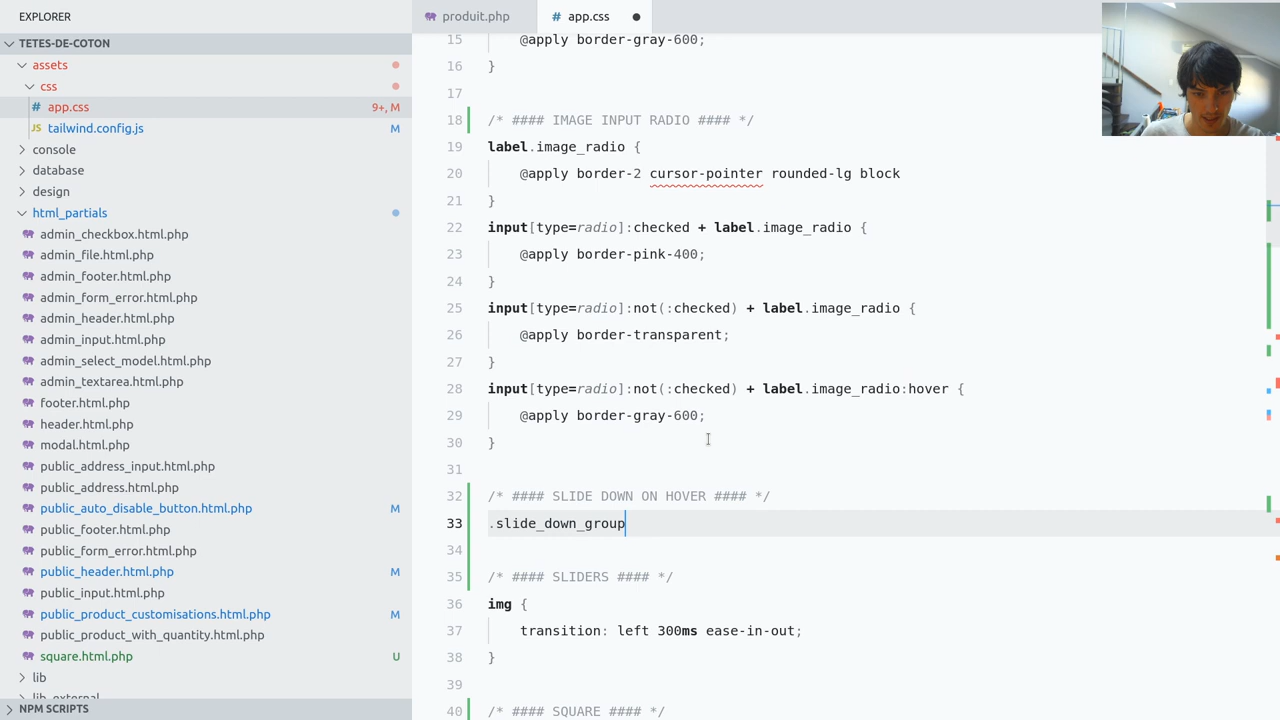 EXPLORER
TETES-DE-COTON
assets
css
# app.css 9+, M
JS tailwind.config.js M
console
database
design
html_partials
admin_checkbox.html.php
admin_file.html.php
admin_footer.html.php
admin_form_error.html.php
admin_header.html.php
admin_input.html.php
admin_select_model.html.php
admin_textarea.html.php
footer.html.php
header.html.php
modal.html.php
public_address_input.html.php
public_address.html.php
public_auto_disable_button.html.php M
public_footer.html.php
public_form_error.html.php
public_header.html.php M
public_input.html.php
public_product_customisations.html.php M
public_product_with_quantity.html.php
square.html.php U
lib
lib_external
NPM SCRIPTS
produit.php # app.css
15 @apply border-gray-600;
16 }
17
18 /* #### IMAGE INPUT RADIO #### */
19 label.image_radio {
20 @apply border-2 cursor-pointer rounded-lg block
21 }
22 input[type=radio]:checked + label.image_radio {
23 @apply border-pink-400;
24 }
25 input[type=radio]:not(:checked) + label.image_radio {
26 @apply border-transparent;
27 }
28 input[type=radio]:not(:checked) + label.image_radio:hover {
29 @apply border-gray-600;
30 }
31
32 /* #### SLIDE DOWN ON HOVER #### */
33 .slide_down_group
34
35 /* #### SLIDERS #### */
36 img {
37 transition: left 300ms ease-in-out;
38 }
39
40 /* #### SQUARE #### */